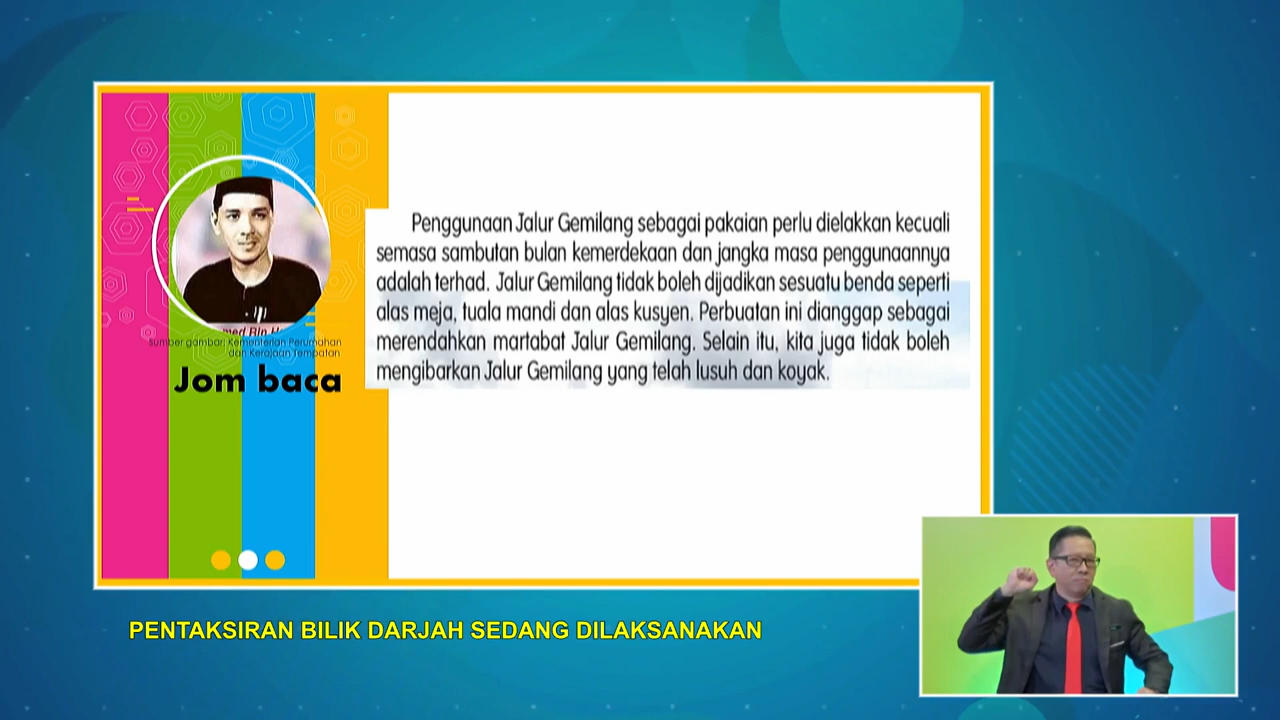 Penggunaan Jalur Gemilang sebagai pakaian perlu dielakkan kecuali
semasa sambutan bulan kemerdekaan dan jangka masa penggunaannya
adalah terhad. Jalur Gemilang tidak boleh dijadikan sesuatu benda seperti
alas meja, tuala mandi dan alas kusyen. Perbuatan ini dianggap sebagai
merendahkan martabat Jalur Gemilang. Selain itu, kita juga tidak boleh
mengibarkan Jalur Gemilang yang telah lusuh dan koyak.
Sumber gambar: Kementerian Perumahan
dan Kerajaan Tempatan
Jom baca
PENTAKSIRAN BILIK DARJAH SEDANG DILAKSANAKAN